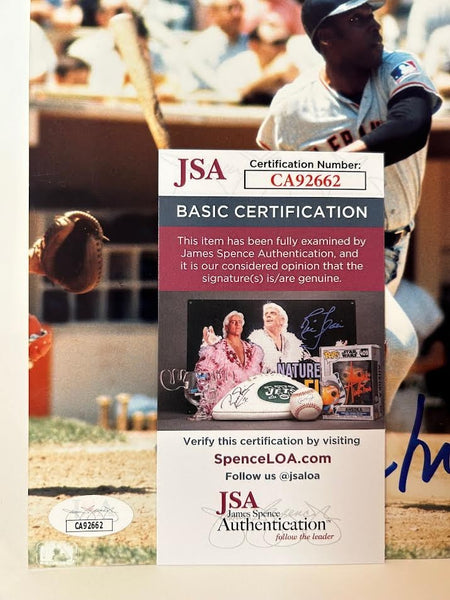 JSA
Certification Number:
CA92662
BASIC CERTIFICATION
This item has been fully examined by
James Spence Authentication, and
it is our considered opinion that the
signature(s) is/are genuine.
NATURE
JETS
Verify this certification by visiting
SpenceLOA.com
Follow us @jsaloa
JSA
James Spence
Authentication
follow the leader
CA92662